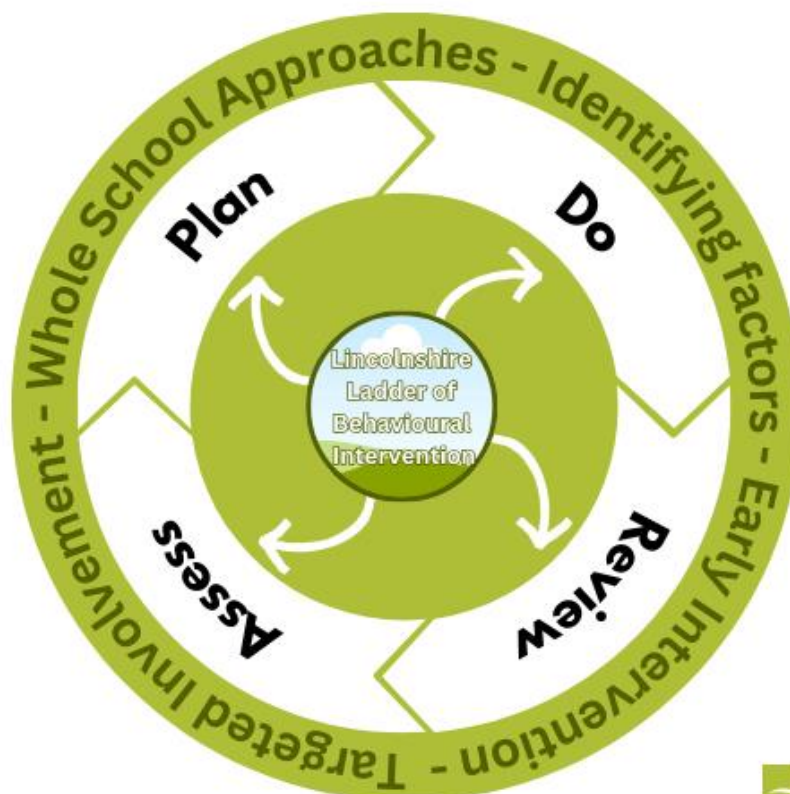 Whole School Approaches - Identifying factors - Early Intervention - Targeted Involvement -
Plan
Do
Review
Assess
Lincolnshire
Ladder of
Behavioural
Intervention